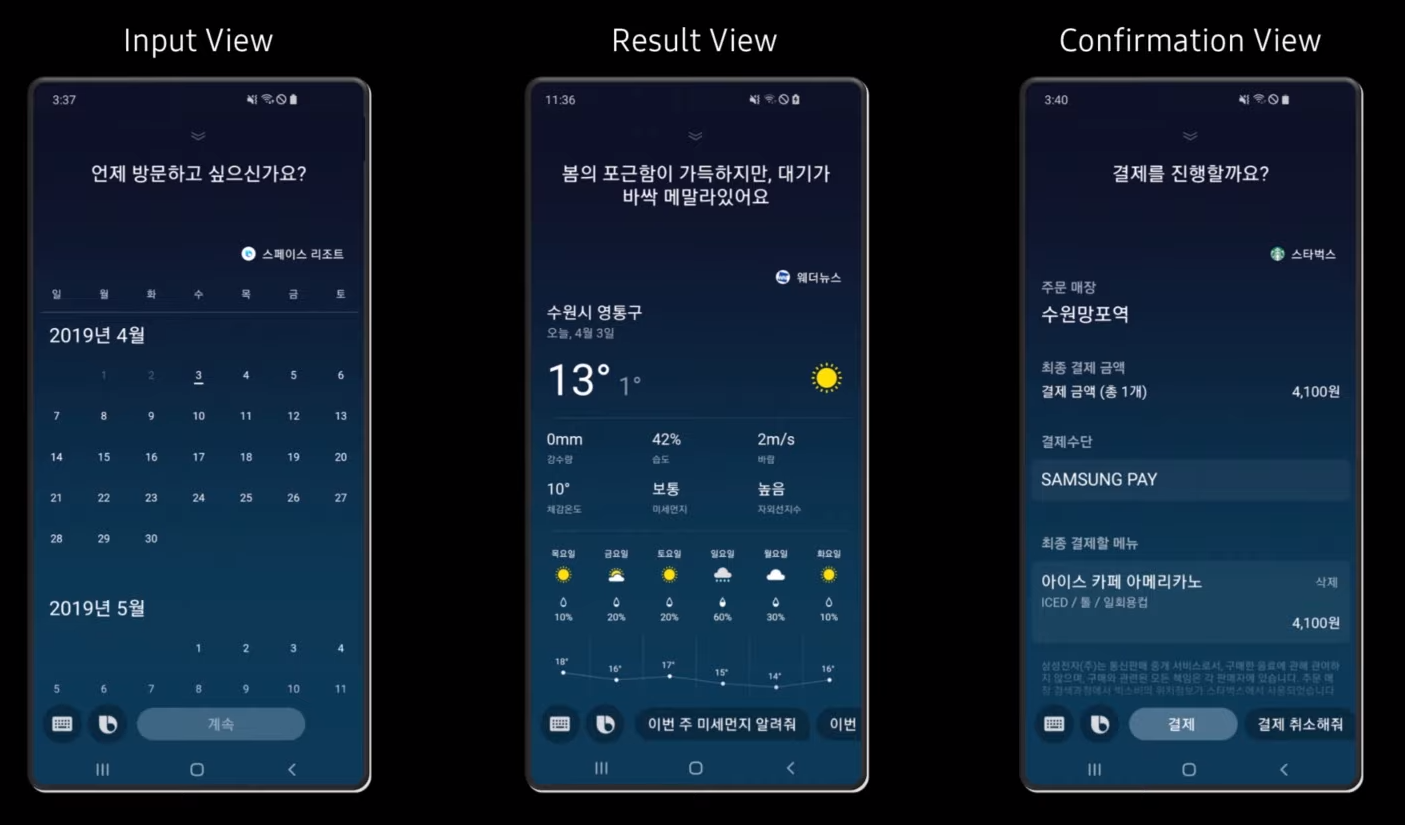 Input View
3:37
언제 방문하고 싶으신가요?
스페이스 리조트
일 월 화 수 목 금 토
2019년 4월
1 2 3 4 5 6
7 8 9 10 11 12 13
14 15 16 17 18 19 20
21 22 23 24 25 26 27
28 29 30
2019년 5월
1 2 3 4
5 6 7 8 9 10 11
계속
Result View
11:36
봄의 포근함이 가득하지만, 대기가
바싹 메말라있어요
웨더뉴스
수원시 영통구
오늘, 4월 3일
13° 1°
0mm 42% 2m/s
강수량 습도 바람
10° 보통 높음
체감온도 미세먼지 자외선지수
목요일 금요일 토요일 일요일 월요일 화요일
10% 20% 20% 60% 30% 10%
18° 16° 17° 15° 14° 16°
이번 주 미세먼지 알려줘 이번
Confirmation View
3:40
결제를 진행할까요?
스타벅스
주문 매장
수원망포역
최종 결제 금액
결제 금액 (총 1개) 4,100원
결제수단
SAMSUNG PAY
최종 결제할 메뉴
아이스 카페 아메리카노 삭제
ICED / 톨 / 일회용컵
4,100원
삼성전자(주)는 통신판매 중개 서비스로서, 구매한 음료에 관해 관여하
지 않으며, 구매와 관련된 모든 책임은 각 판매자에 있습니다. 주문 매
장 검색과정에서 빅스비의 위치정보가 스타벅스에서 사용되었습니다
결제 결제 취소해줘